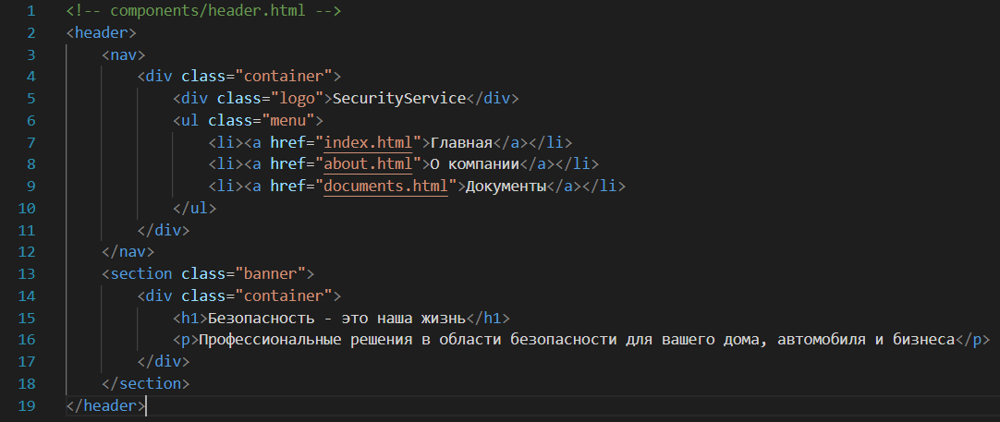 1 <!-- components/header.html -->
2 <header>
3     <nav>
4         <div class="container">
5             <div class="logo">SecurityService</div>
6             <ul class="menu">
7                 <li><a href="index.html">Главная</a></li>
8                 <li><a href="about.html">О компании</a></li>
9                 <li><a href="documents.html">Документы</a></li>
10             </ul>
11         </div>
12     </nav>
13     <section class="banner">
14         <div class="container">
15             <h1>Безопасность - это наша жизнь</h1>
16             <p>Профессиональные решения в области безопасности для вашего дома, автомобиля и бизнеса</p>
17         </div>
18     </section>
19 </header>